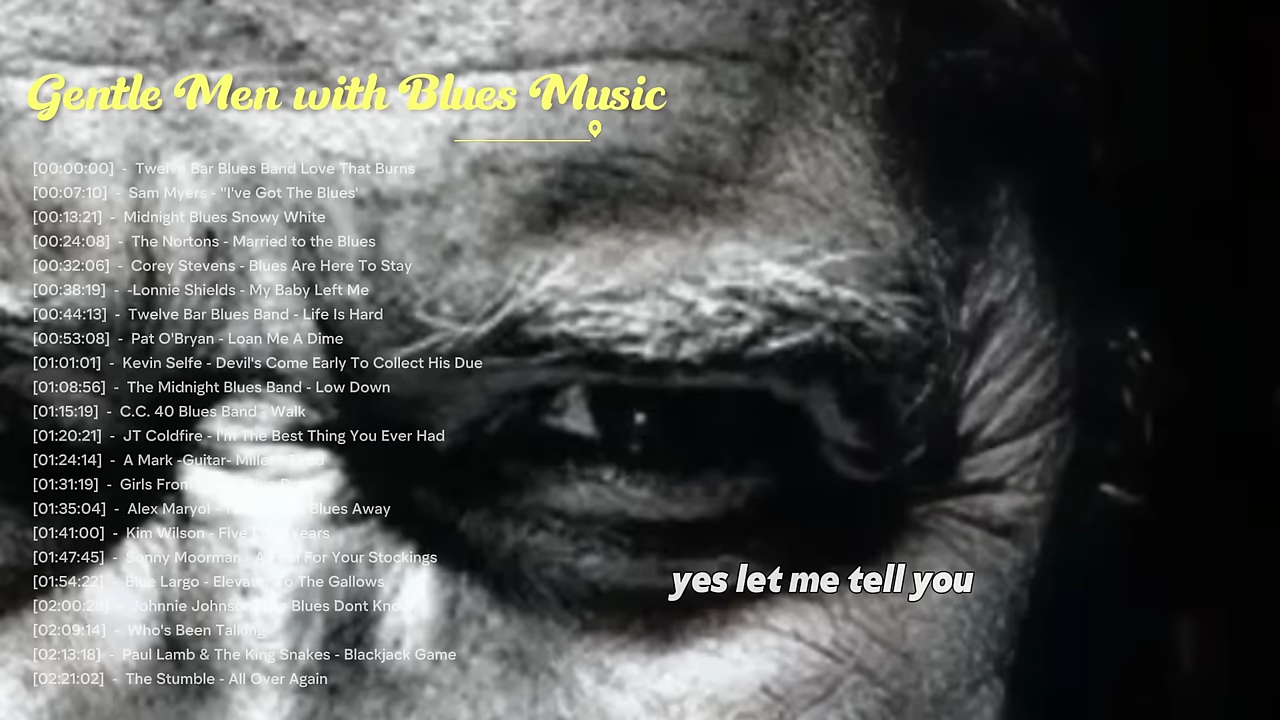 Gentle Men with Blues Music
[00:00:00] - Twelve Bar Blues Band Love That Burns
[00:07:10] - Sam Myers - "I've Got The Blues'
[00:13:21] - Midnight Blues Snowy White
[00:24:08] - The Nortons - Married to the Blues
[00:32:06] - Corey Stevens - Blues Are Here To Stay
[00:38:19] - -Lonnie Shields - My Baby Left Me
[00:44:13] - Twelve Bar Blues Band - Life Is Hard
[00:53:08] - Pat O'Bryan - Loan Me A Dime
[01:01:01] - Kevin Selfe - Devil's Come Early To Collect His Due
[01:08:56] - The Midnight Blues Band - Low Down
[01:15:19] - C.C. 40 Blues Band - Walk
[01:20:21] - JT Coldfire - I'm The Best Thing You Ever Had
[01:24:14] - A Mark -Guitar- Miller
[01:31:19] - Girls From
[01:35:04] - Alex Maryol - Blues Away
[01:41:00] - Kim Wilson - Five Years
[01:47:45] - Sonny Moorman - For Your Stockings
[01:54:22] - Blue Largo - Elevator To The Gallows
[02:00:28] - Johnnie Johnson Blues Dont Know
[02:09:14] - Who's Been Talking
[02:13:18] - Paul Lamb & The King Snakes - Blackjack Game
[02:21:02] - The Stumble - All Over Again
yes let me tell you